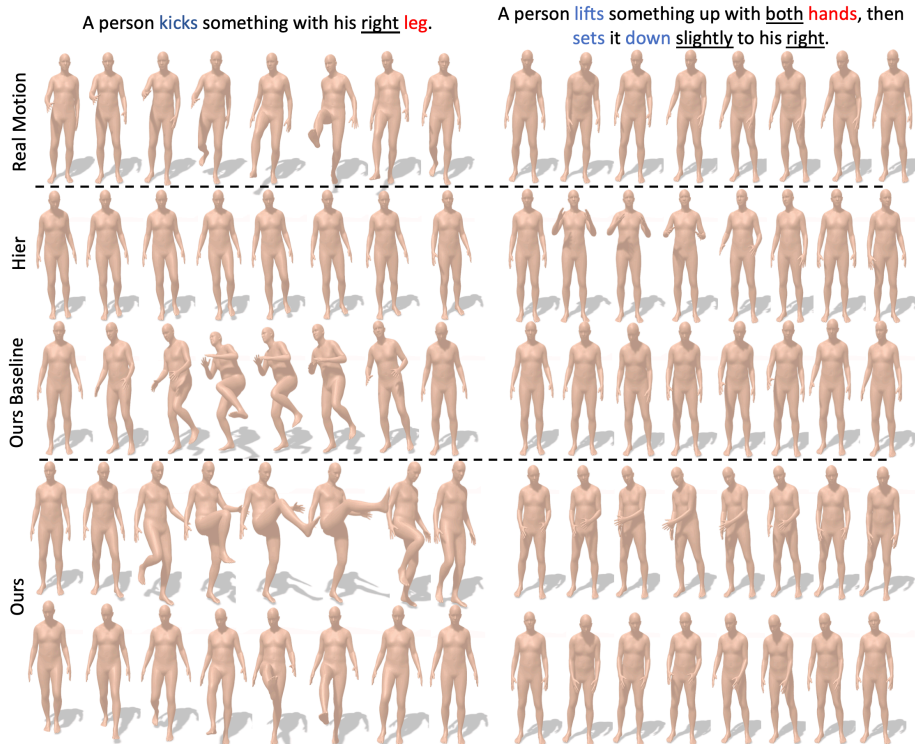 A person kicks something with his right leg.
A person lifts something up with both hands, then
sets it down slightly to his right.
Real Motion
Hier
Ours Baseline
Ours